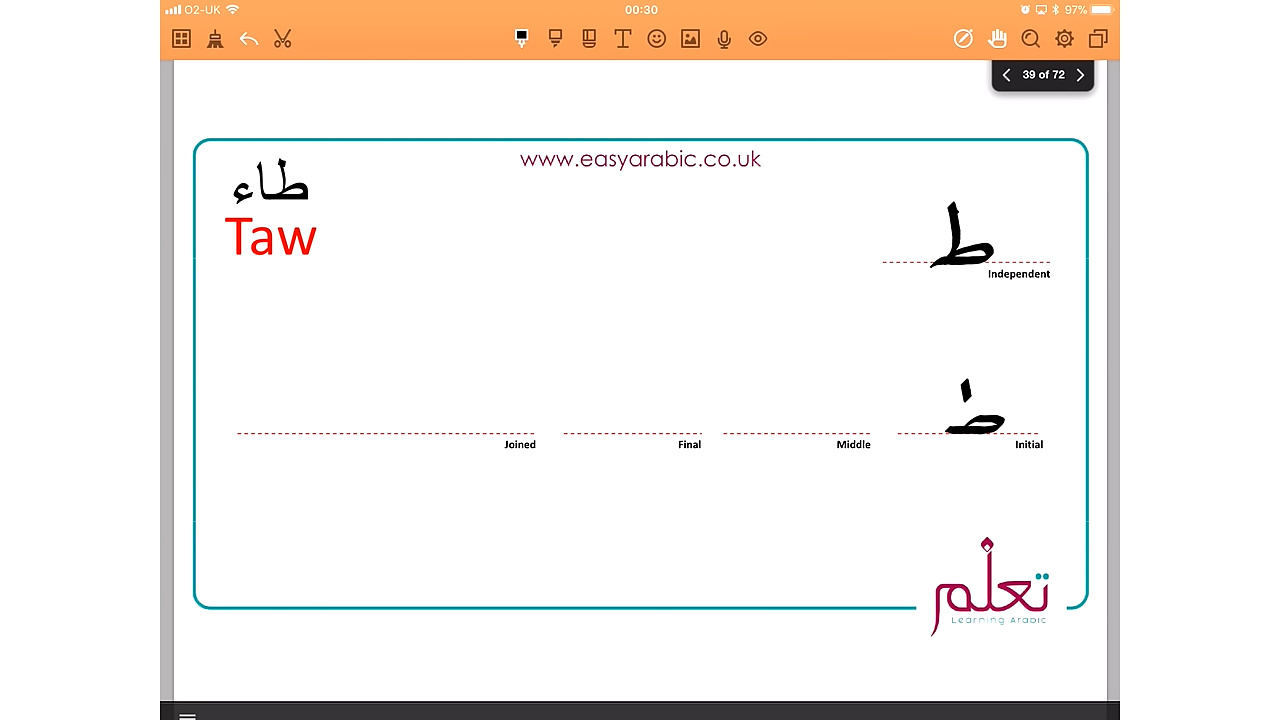 O2-UK 00:30 97%
39 of 72
www.easyarabic.co.uk
طاء
Taw
ط
Independent
Joined Final Middle Initial
تعلم
Learning Arabic